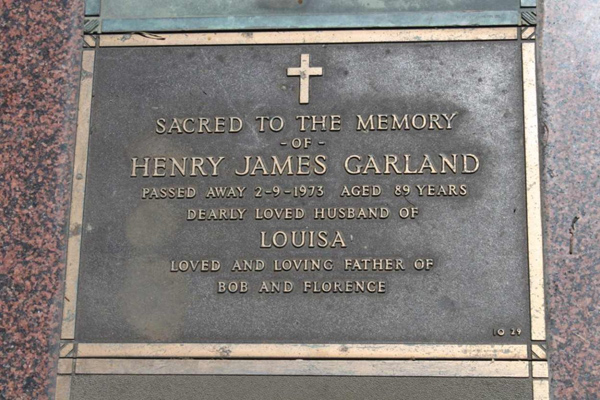 SACRED TO THE MEMORY
- OF -
HENRY JAMES GARLAND
PASSED AWAY 2-9-1973 AGED 89 YEARS
DEARLY LOVED HUSBAND OF
LOUISA
LOVED AND LOVING FATHER OF
BOB AND FLORENCE
10 29